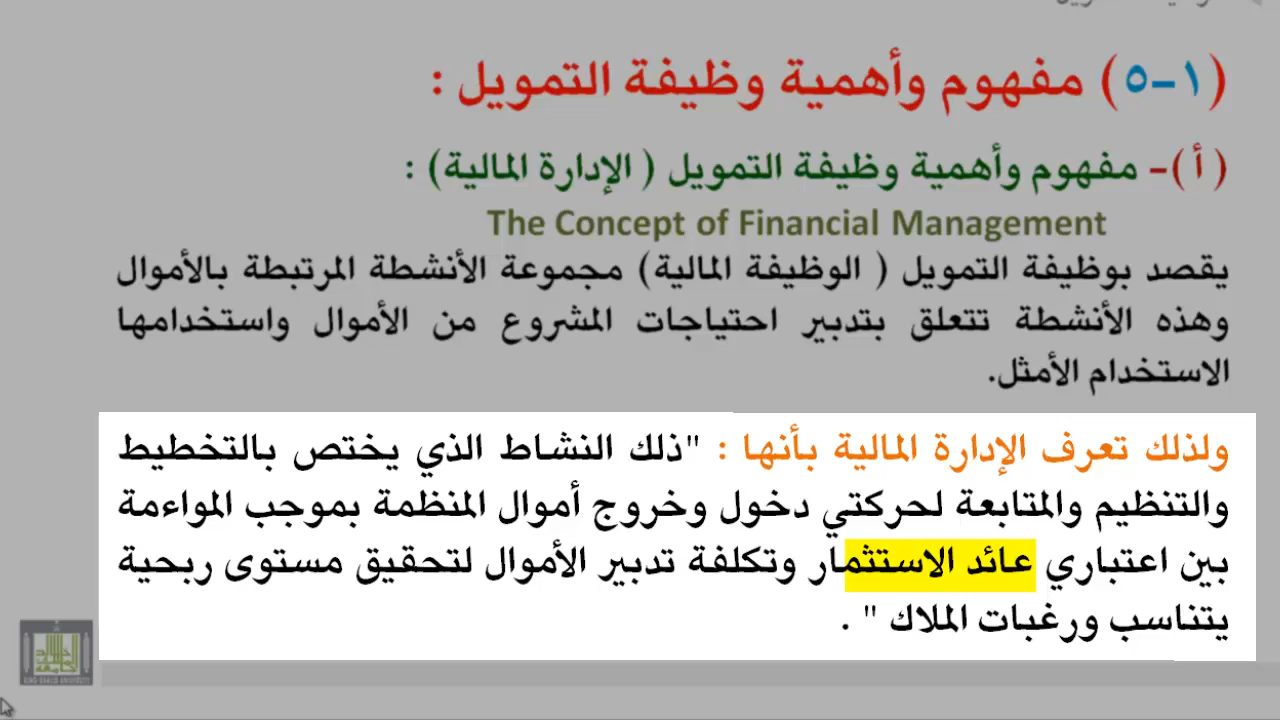 (١-٥) مفهوم وأهمية وظيفة التمويل :
(أ)- مفهوم وأهمية وظيفة التمويل ( الإدارة المالية) :
The Concept of Financial Management
يقصد بوظيفة التمويل ( الوظيفة المالية) مجموعة الأنشطة المرتبطة بالأموال
وهذه الأنشطة تتعلق بتدبير احتياجات المشروع من الأموال واستخدامها
الاستخدام الأمثل.
ولذلك تعرف الإدارة المالية بأنها : "ذلك النشاط الذي يختص بالتخطيط
والتنظيم والمتابعة لحركتي دخول وخروج أموال المنظمة بموجب المواءمة
بين اعتباري عائد الاستثمار وتكلفة تدبير الأموال لتحقيق مستوى ربحية
يتناسب ورغبات الملاك " .
KING KHALID UNIVERSITY